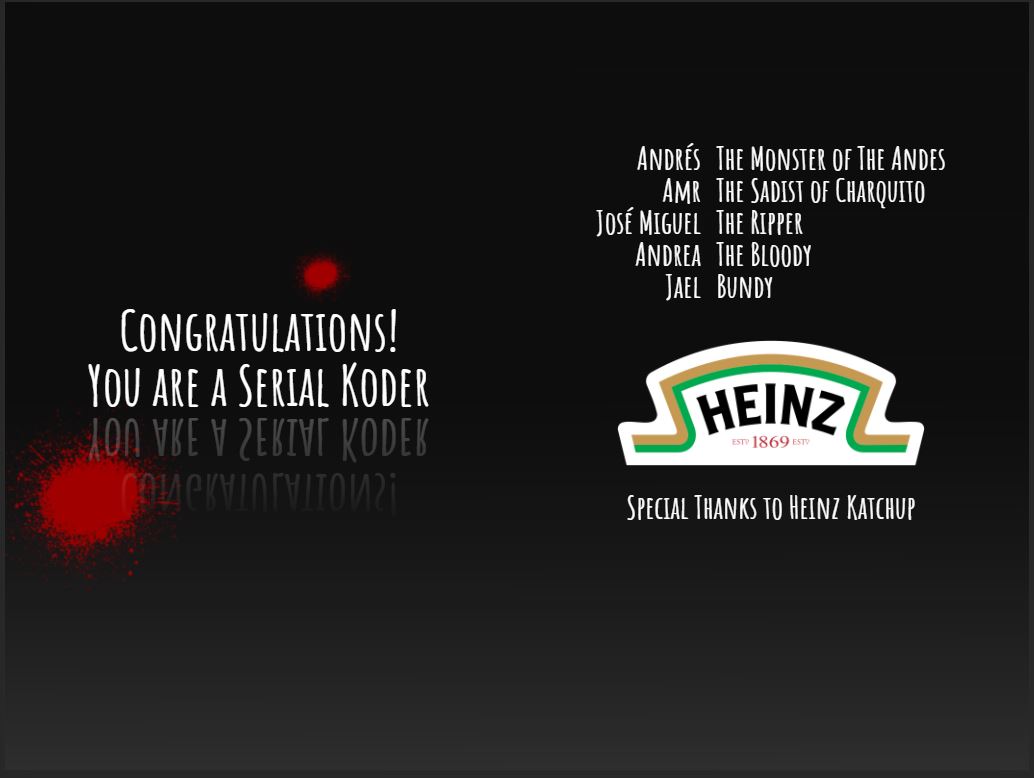 Congratulations!
You are a Serial Koder
Andrés The Monster of The Andes
Amr The Sadist of Charquito
José Miguel The Ripper
Andrea The Bloody
Jael Bundy
HEINZ
ESTD 1869 ESTD
Special Thanks to Heinz Katchup